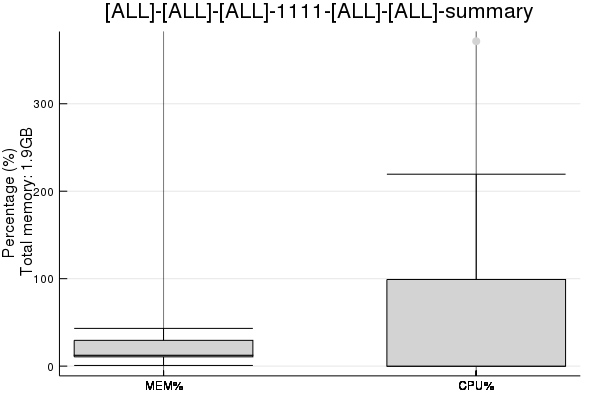 [ALL]-[ALL]-[ALL]-1111-[ALL]-[ALL]-summary
Percentage (%)
Total memory: 1.9GB
300
200
100
0
MEM%
CPU%